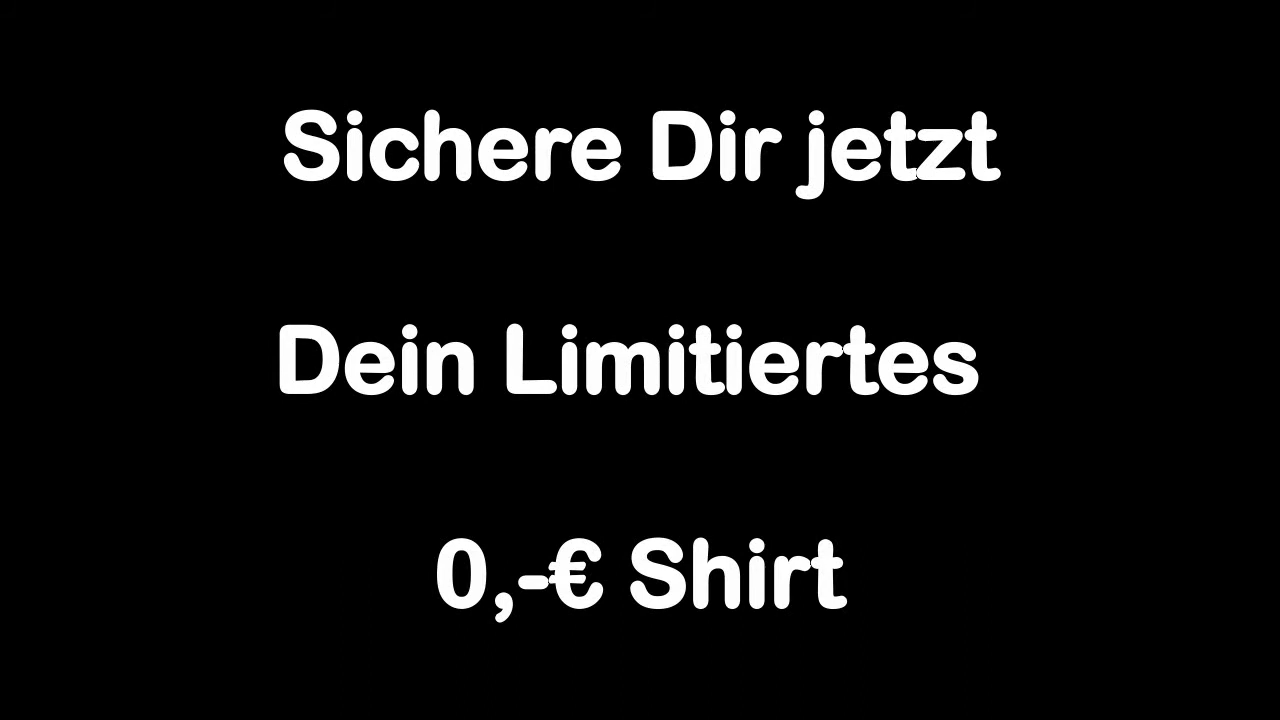 Sichere Dir jetzt
Dein Limitiertes
0,-€ Shirt